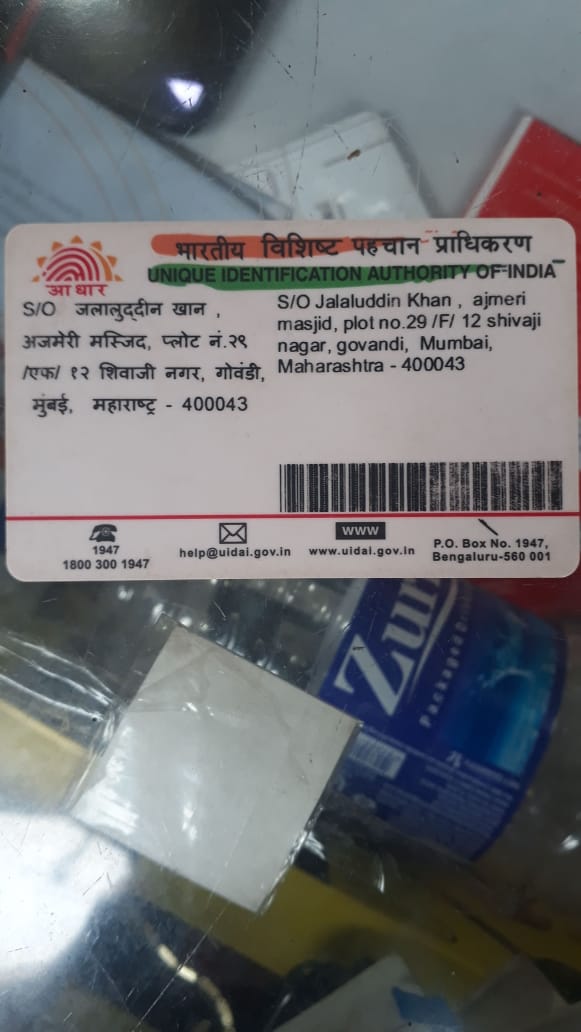 भारतीय विशिष्ट पहचान प्राधिकरण
UNIQUE IDENTIFICATION AUTHORITY OF INDIA
आधार
S/O जलालुद्दीन खान ,
अजमेरी मस्जिद, प्लोट नं.२९
/एफ/ १२ शिवाजी नगर, गोवंडी,
मुंबई, महाराष्ट्र - 400043
S/O Jalaluddin Khan , ajmeri
masjid, plot no.29 /F/ 12 shivaji
nagar, govandi, Mumbai,
Maharashtra - 400043
1947
1800 300 1947
help@uidai.gov.in
www
www.uidai.gov.in
P.O. Box No. 1947,
Bengaluru-560 001
Packaged